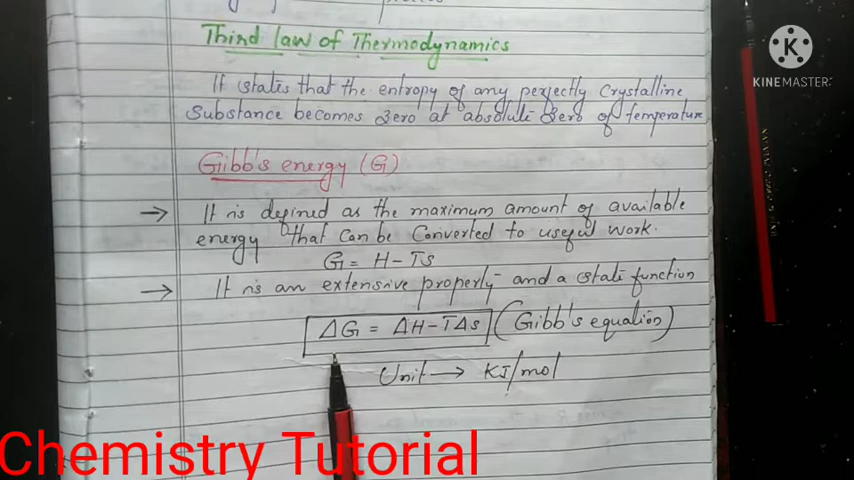 Third law of Thermodynamics
It states that the entropy of any perfectly crystalline
Substance becomes zero at absolute zero of temperature
Gibb's energy (G)
→ It is defined as the maximum amount of available
energy that can be converted to useful work.
G = H - TS
→ It is an extensive property and a state function
ΔG = ΔH - TΔs (Gibb's equation)
Unit → KJ/mol
Chemistry Tutorial
K
KINEMASTER